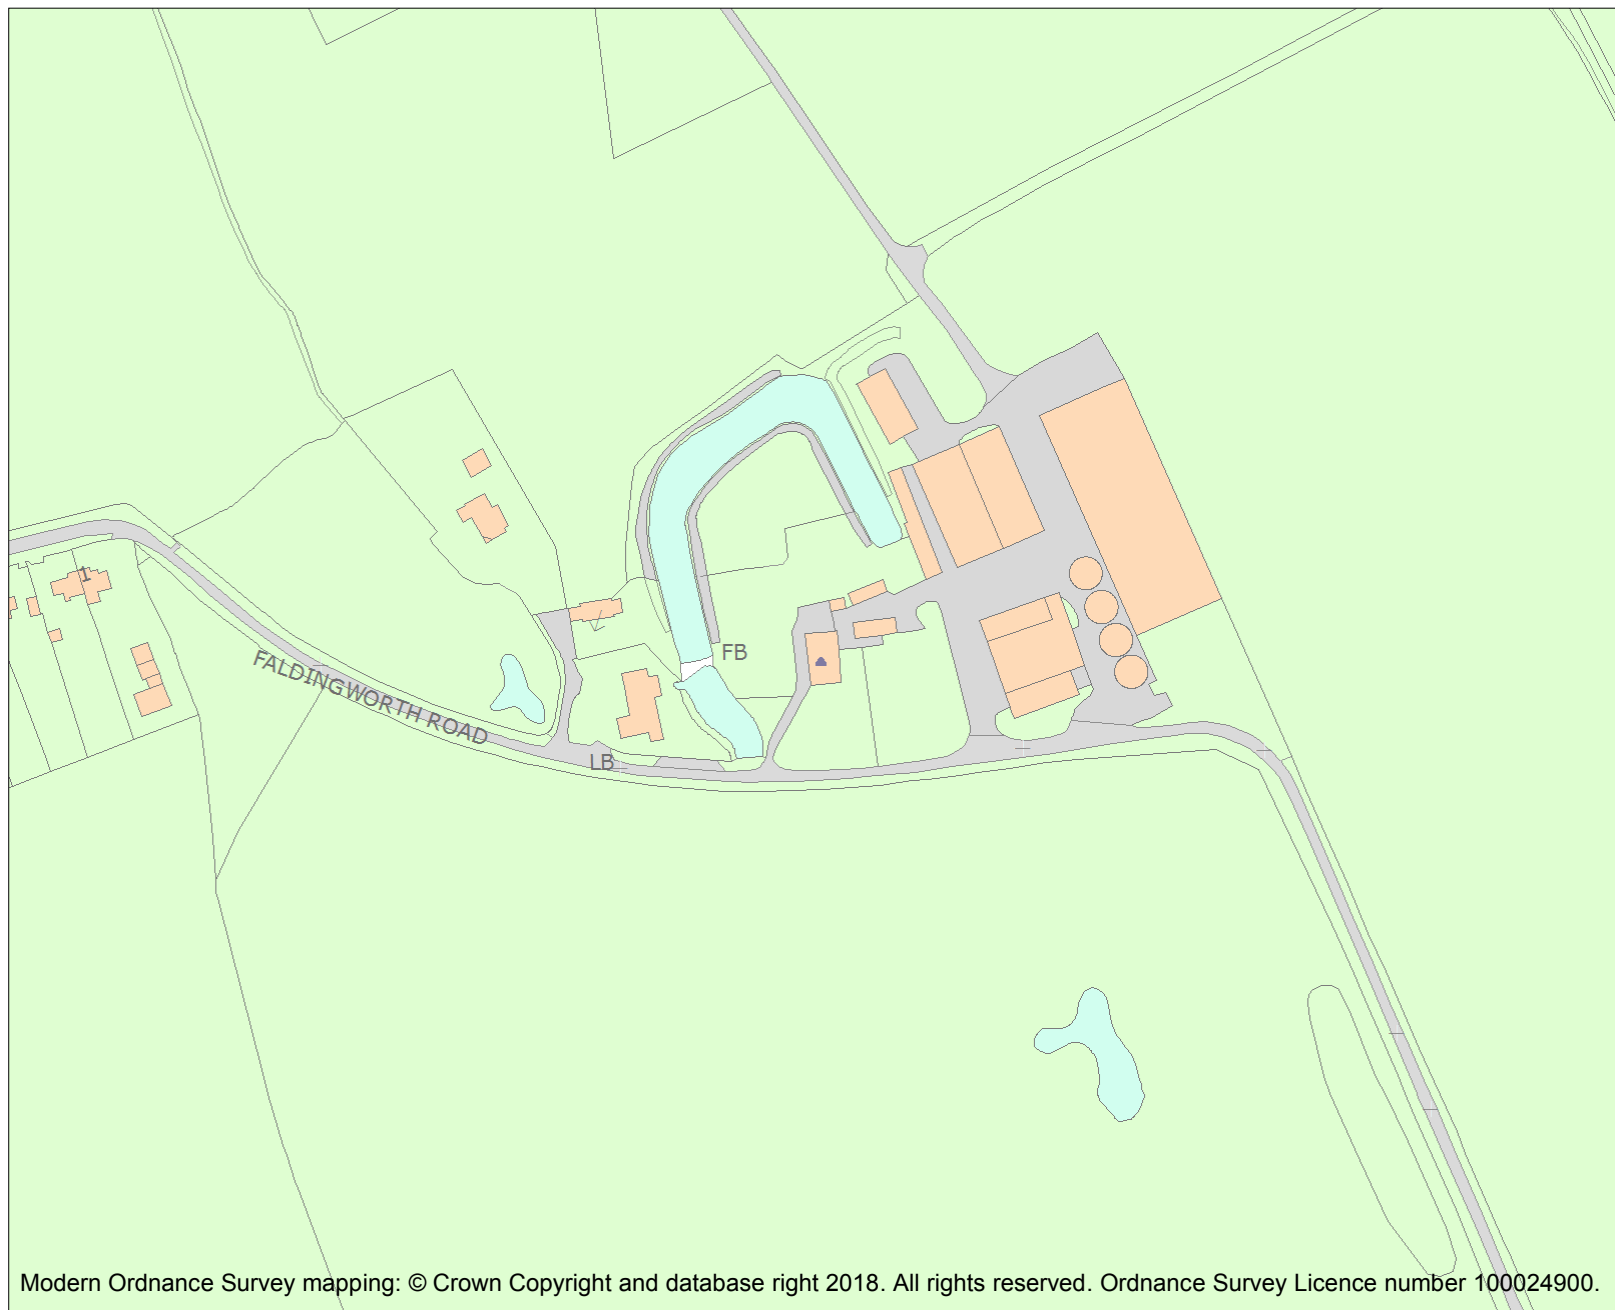 1
FB
FALDINGWORTH ROAD
LB
Modern Ordnance Survey mapping: © Crown Copyright and database right 2018. All rights reserved. Ordnance Survey Licence number 100024900.